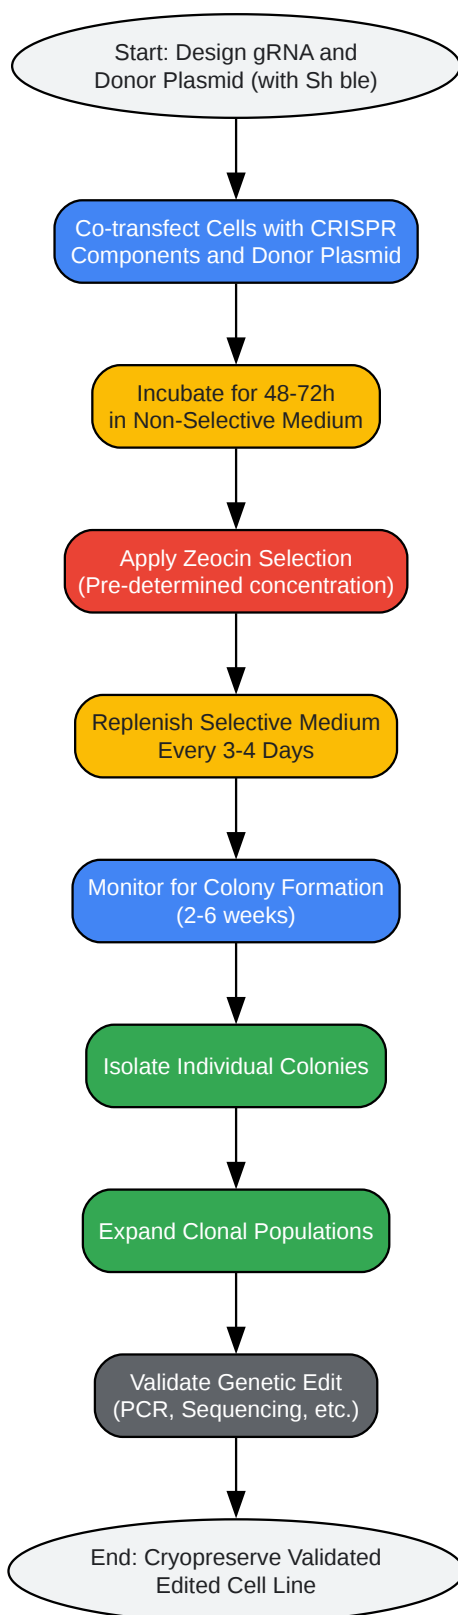 Start: Design gRNA and
Donor Plasmid (with Sh ble)
Co-transfect Cells with CRISPR
Components and Donor Plasmid
Incubate for 48-72h
in Non-Selective Medium
Apply Zeocin Selection
(Pre-determined concentration)
Replenish Selective Medium
Every 3-4 Days
Monitor for Colony Formation
(2-6 weeks)
Isolate Individual Colonies
Expand Clonal Populations
Validate Genetic Edit
(PCR, Sequencing, etc.)
End: Cryopreserve Validated
Edited Cell Line